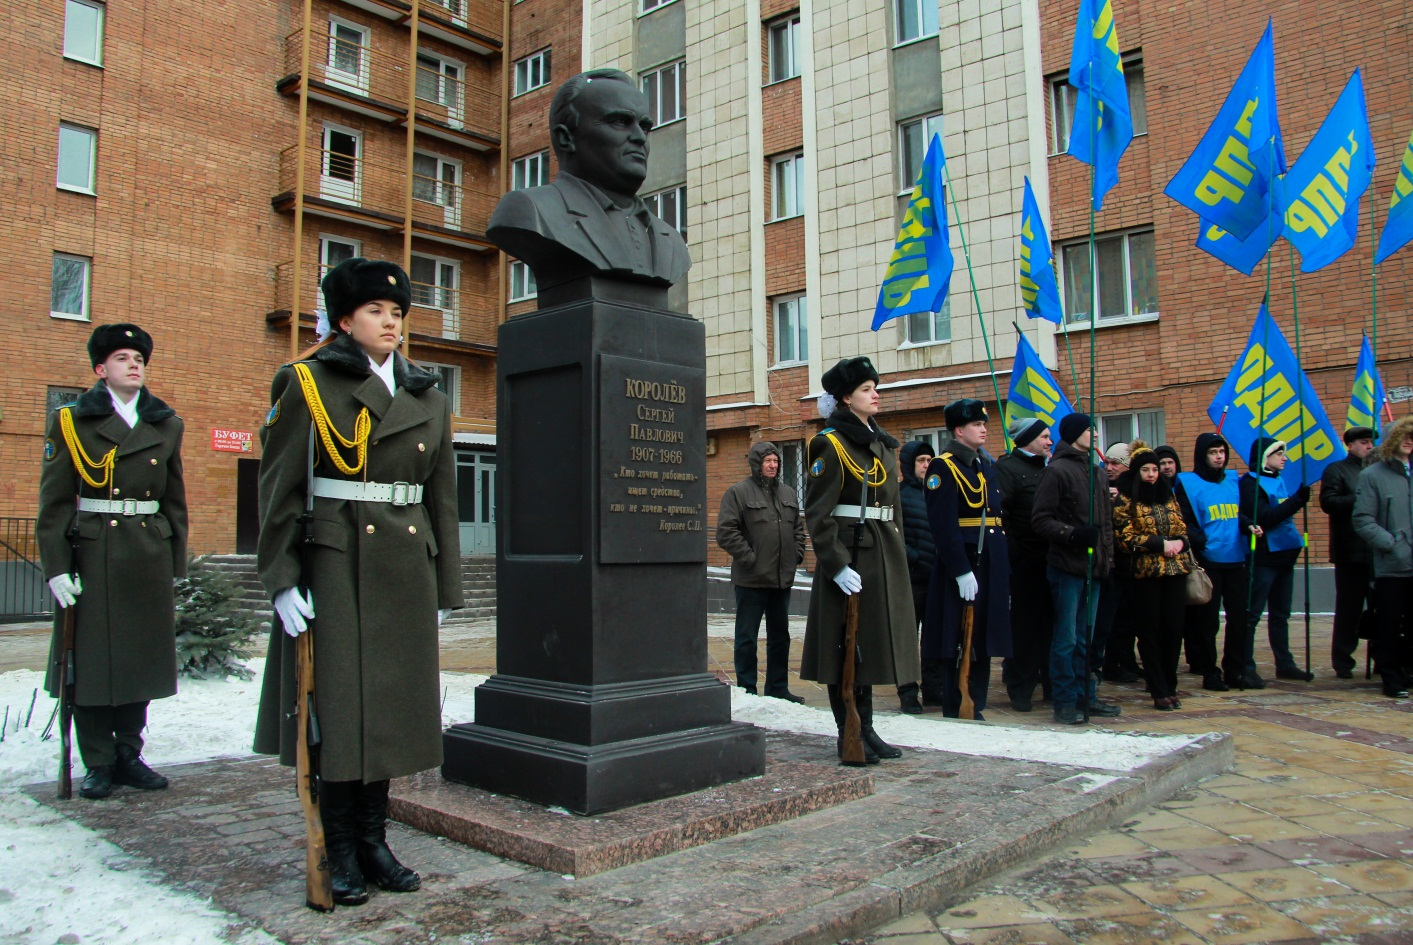 КОРОЛЁВ
СЕРГЕЙ
ПАВЛОВИЧ
1907-1966
„Кто хочет работать-
ищет средства,
кто не хочет-причины."
Королев С.П.
БУФЕТ
ЛДПР
ЛДПР
ЛДПР
ЛДПР
ЛДПР